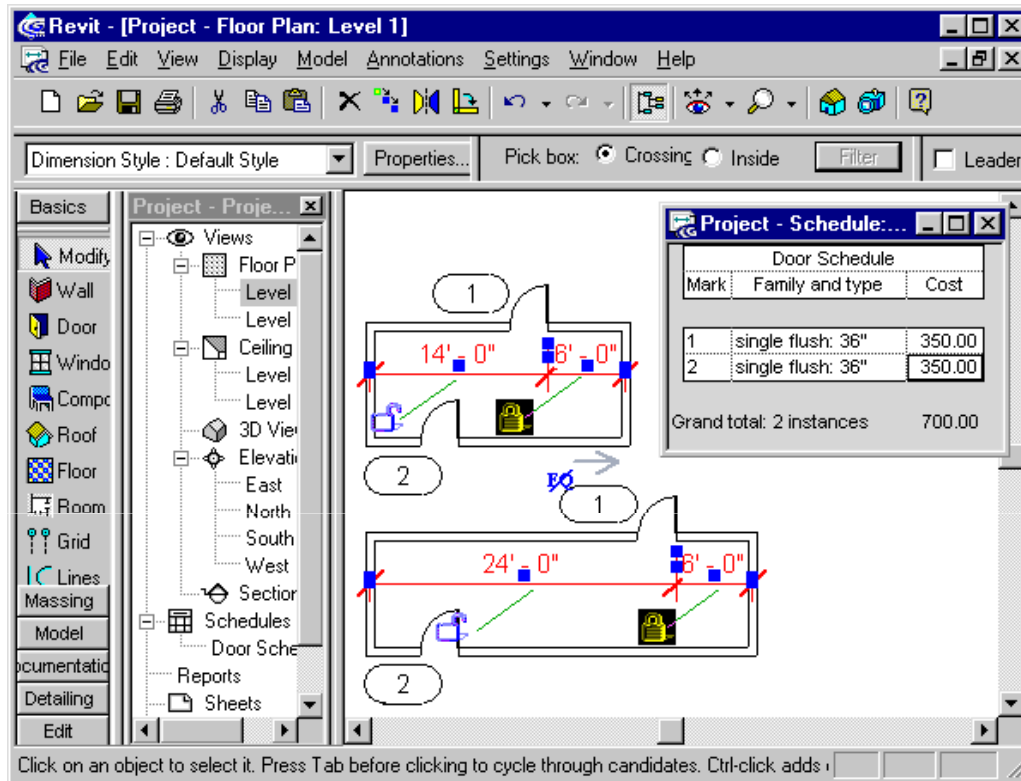 Revit - [Project - Floor Plan: Level 1]
File Edit View Display Model Annotations Settings Window Help
Dimension Style : Default Style Properties... Pick box: Crossing Inside Filter Leader
Basics
Modify
Wall
Door
Windo
Compo
Roof
Floor
Room
Grid
Lines
Massing
Model
ocumentatio
Detailing
Edit
Project - Proje...
Views
Floor P
Level
Level
Ceiling
Level
Level
3D Vie
Elevati
East
North
South
West
Section
Schedules
Door Sche
Reports
Sheets
1
14' - 0" 6' - 0"
2
EQ
1
24' - 0" 6' - 0"
2
Project - Schedule:...
Door Schedule
Mark Family and type Cost
1 single flush: 36" 350.00
2 single flush: 36" 350.00
Grand total: 2 instances 700.00
Click on an object to select it. Press Tab before clicking to cycle through candidates. Ctrl-click adds